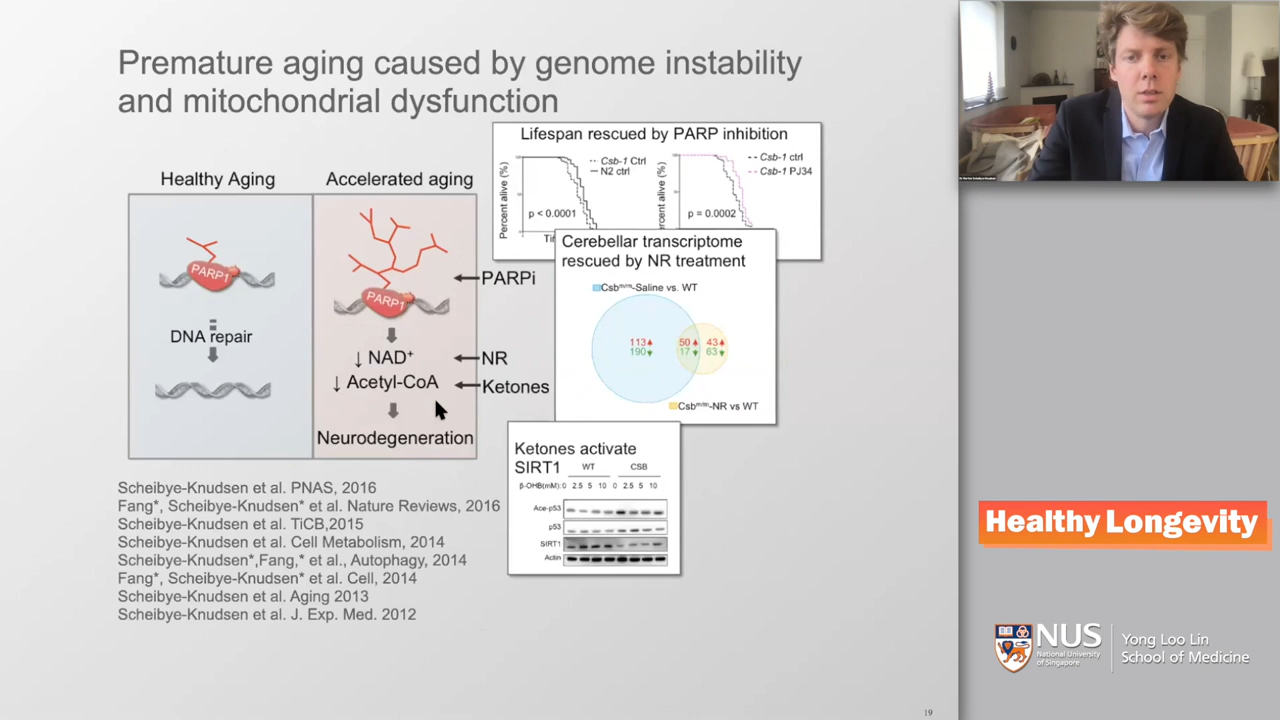 Premature aging caused by genome instability
and mitochondrial dysfunction
Healthy Aging
Accelerated aging
PARP1
DNA repair
PARP1
↓ NAD+
↓ Acetyl-CoA
Neurodegeneration
PARPi
NR
Ketones
Lifespan rescued by PARP inhibition
Percent alive (%)
Csb-1 Ctrl
N2 ctrl
p < 0.0001
Csb-1 ctrl
Csb-1 PJ34
p = 0.0002
Cerebellar transcriptome
rescued by NR treatment
Csbm/m-Saline vs. WT
113 50 43
190 17 63
Csbm/m-NR vs WT
Ketones activate
SIRT1
WT CSB
β-OHB(mM): 0 2.5 5 10 0 2.5 5 10
Ace-p53
p53
SIRT1
Actin
Scheibye-Knudsen et al. PNAS, 2016
Fang*, Scheibye-Knudsen* et al. Nature Reviews, 2016
Scheibye-Knudsen et al. TiCB,2015
Scheibye-Knudsen et al. Cell Metabolism, 2014
Scheibye-Knudsen*,Fang,* et al., Autophagy, 2014
Fang*, Scheibye-Knudsen* et al. Cell, 2014
Scheibye-Knudsen et al. Aging 2013
Scheibye-Knudsen et al. J. Exp. Med. 2012
19
Healthy Longevity
NUS
National University
of Singapore
Yong Loo Lin
School of Medicine